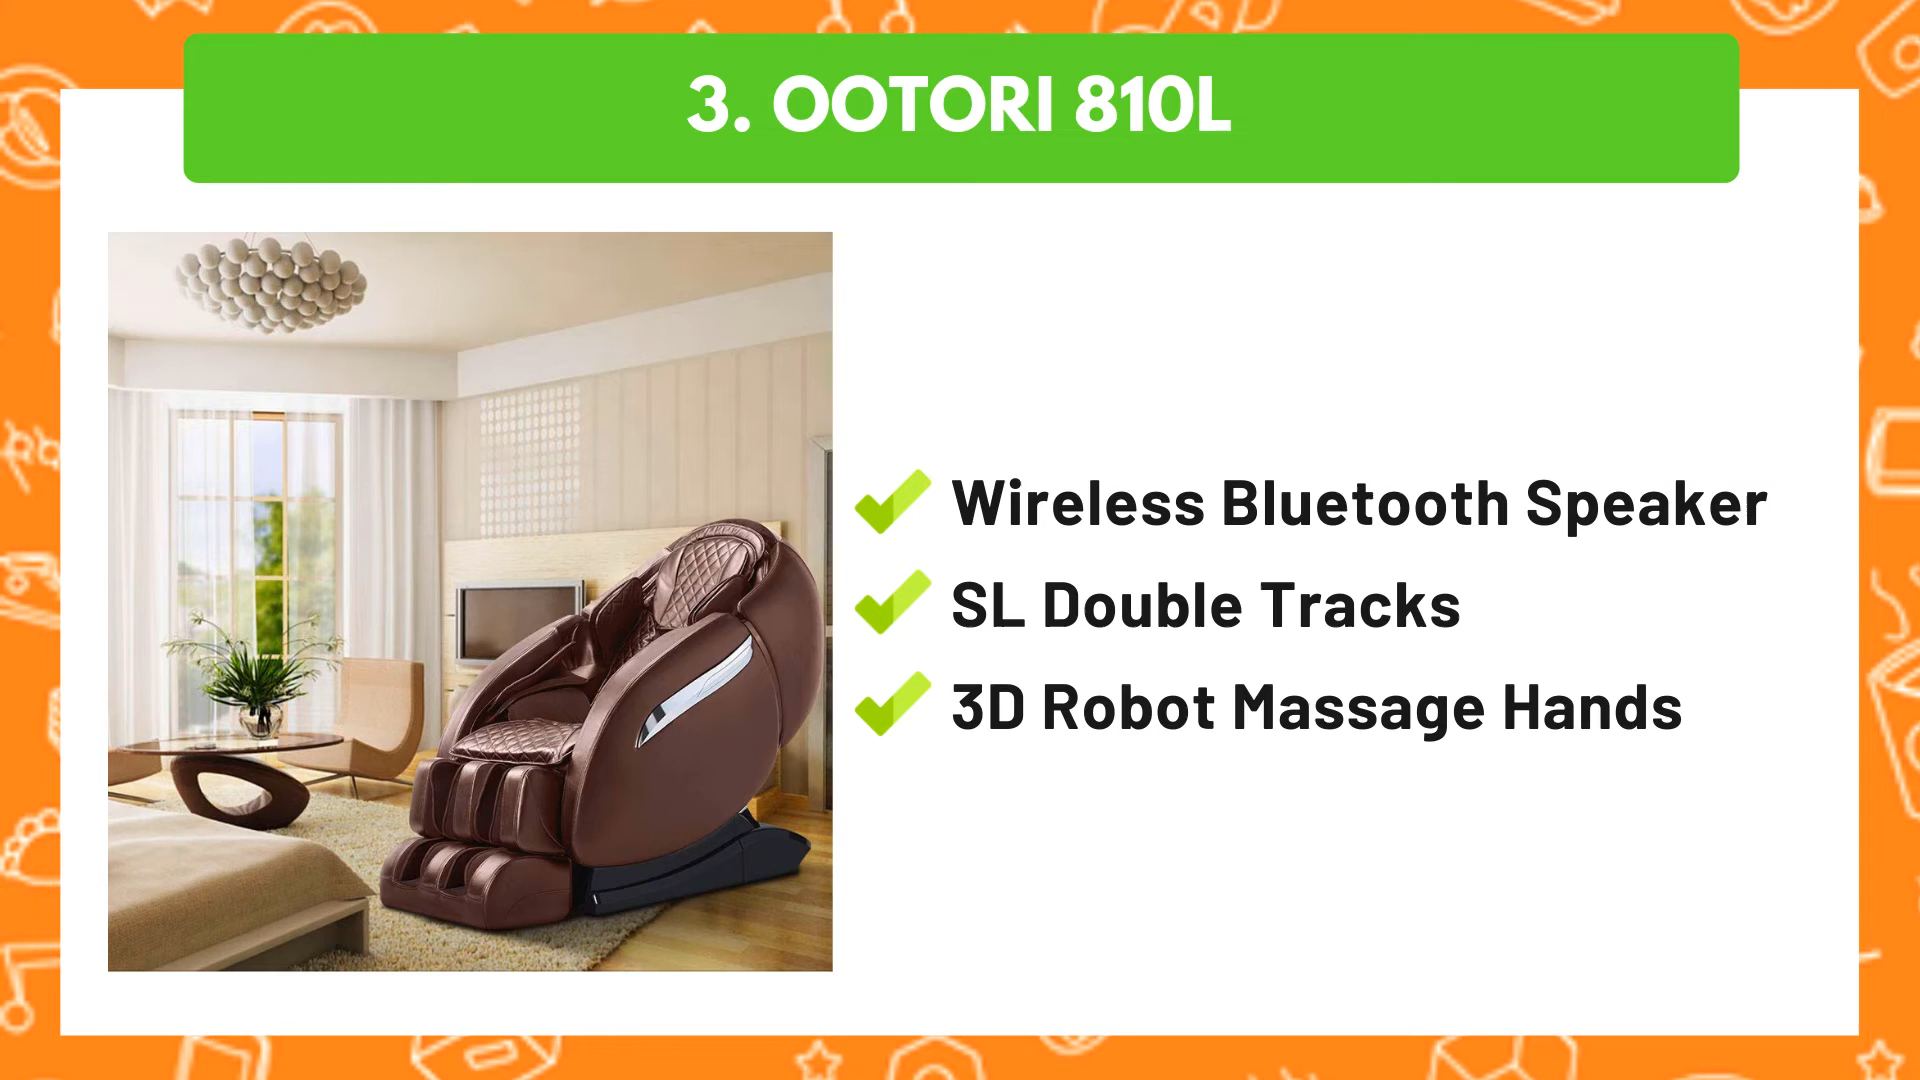 3. OOTORI 810L
Wireless Bluetooth Speaker
SL Double Tracks
3D Robot Massage Hands